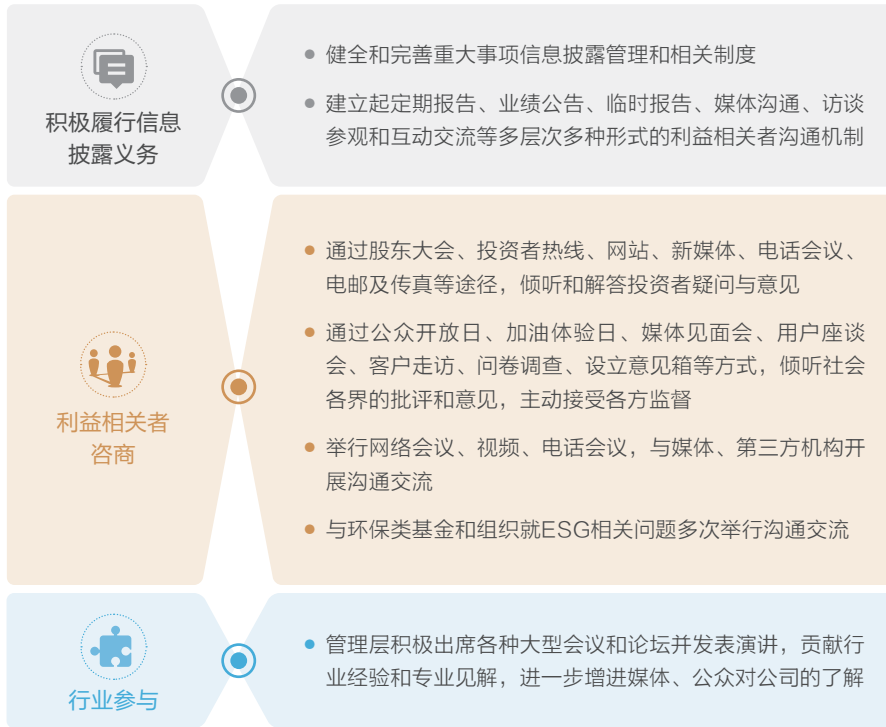 积极履行信息
披露义务
健全和完善重大事项信息披露管理和相关制度
建立起定期报告、业绩公告、临时报告、媒体沟通、访谈
参观和互动交流等多层次多种形式的利益相关者沟通机制
利益相关者
咨商
通过股东大会、投资者热线、网站、新媒体、电话会议、
电邮及传真等途径，倾听和解答投资者疑问与意见
通过公众开放日、加油体验日、媒体见面会、用户座谈
会、客户走访、问卷调查、设立意见箱等方式，倾听社会
各界的批评和意见，主动接受各方监督
举行网络会议、视频、电话会议，与媒体、第三方机构开
展沟通交流
与环保类基金和组织就ESG相关问题多次举行沟通交流
行业参与
管理层积极出席各种大型会议和论坛并发表演讲，贡献行
业经验和专业见解，进一步增进媒体、公众对公司的了解